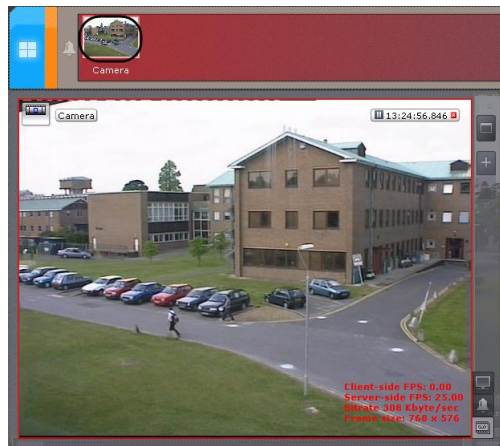 Camera
Camera
13:24:56.846
Client-side FPS: 0.00
Server-side FPS: 25.00
Bitrate 308 Kbyte/sec
Frame size: 768 x 576